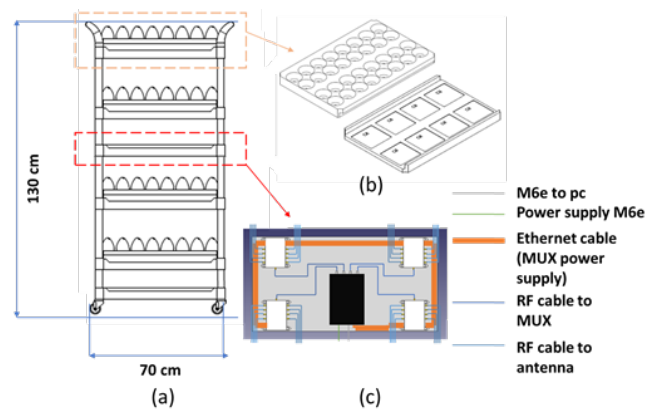 130 cm
70 cm
(a)
(b)
(c)
M6e to pc
Power supply M6e
Ethernet cable
(MUX power
supply)
RF cable to
MUX
RF cable to
antenna